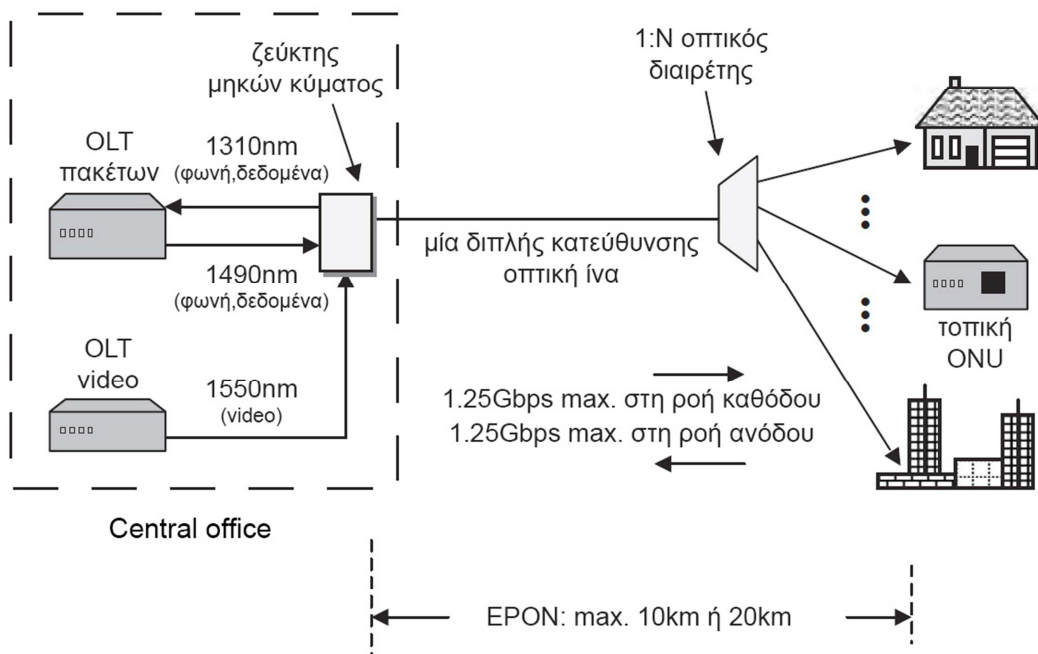 ζεύκτης
μηκών κύματος
1:Ν οπτικός
διαιρέτης
OLT
πακέτων
1310nm
(φωνή,δεδομένα)
1490nm
(φωνή,δεδομένα)
μία διπλής κατεύθυνσης
οπτική ίνα
τοπική
ONU
OLT
video
1550nm
(video)
1.25Gbps max. στη ροή καθόδου
1.25Gbps max. στη ροή ανόδου
Central office
EPON: max. 10km ή 20km